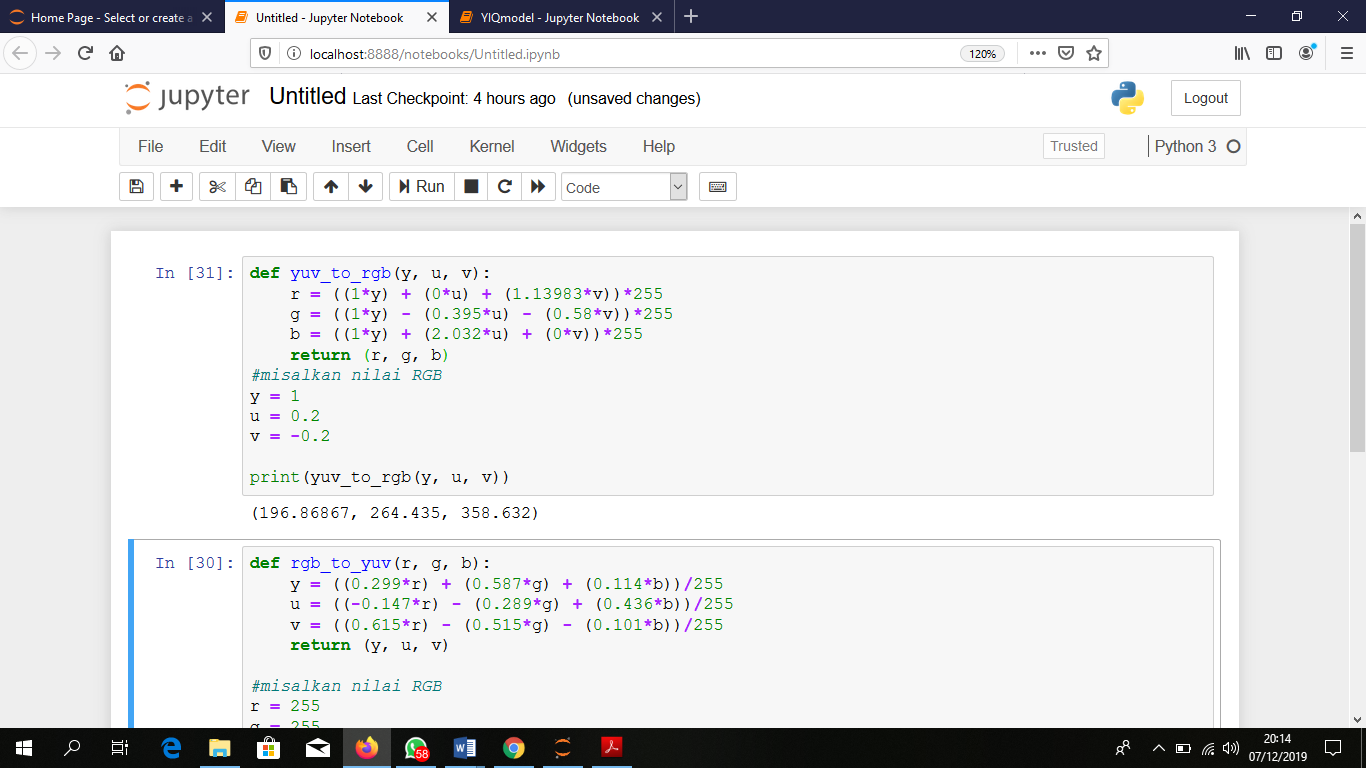 Home Page - Select or create a
Untitled - Jupyter Notebook
YIQmodel - Jupyter Notebook
localhost:8888/notebooks/Untitled.ipynb
120%
jupyter Untitled Last Checkpoint: 4 hours ago (unsaved changes)
Logout
File Edit View Insert Cell Kernel Widgets Help
Trusted
Python 3
Run
Code
In [31]:
def yuv_to_rgb(y, u, v):
    r = ((1*y) + (0*u) + (1.13983*v))*255
    g = ((1*y) - (0.395*u) - (0.58*v))*255
    b = ((1*y) + (2.032*u) + (0*v))*255
    return (r, g, b)
#misalkan nilai RGB
y = 1
u = 0.2
v = -0.2
print(yuv_to_rgb(y, u, v))
(196.86867, 264.435, 358.632)
In [30]:
def rgb_to_yuv(r, g, b):
    y = ((0.299*r) + (0.587*g) + (0.114*b))/255
    u = ((-0.147*r) - (0.289*g) + (0.436*b))/255
    v = ((0.615*r) - (0.515*g) - (0.101*b))/255
    return (y, u, v)
#misalkan nilai RGB
r = 255
g = 255
58
20:14
07/12/2019